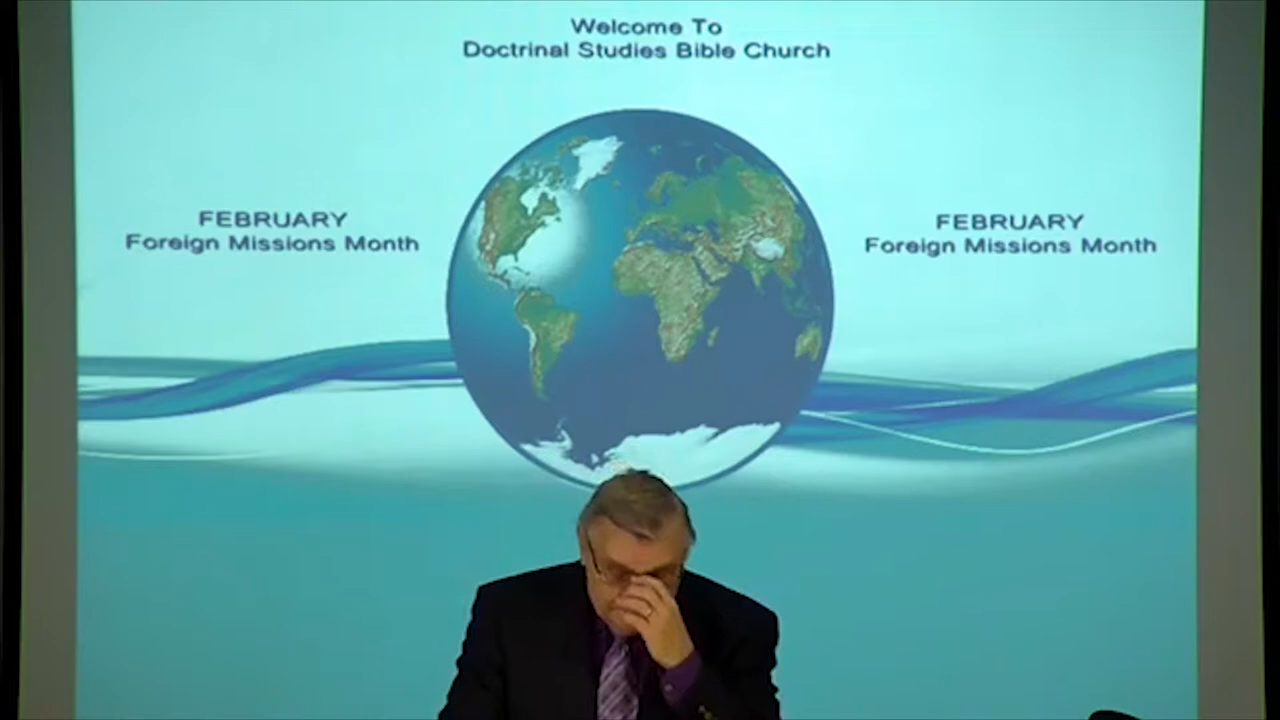 Welcome To
Doctrinal Studies Bible Church
FEBRUARY
Foreign Missions Month
FEBRUARY
Foreign Missions Month